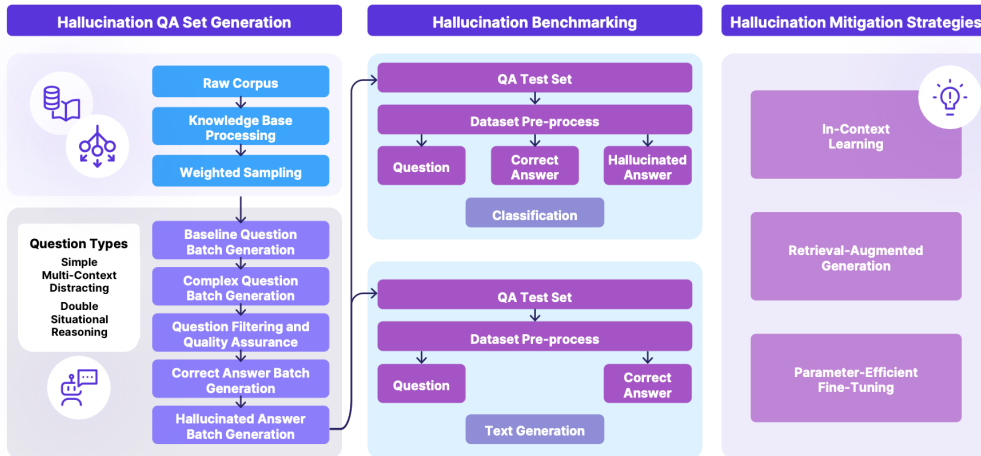 Hallucination QA Set Generation
Raw Corpus
Knowledge Base
Processing
Weighted Sampling
Question Types
Simple
Multi-Context
Distracting
Double
Situational
Reasoning
Baseline Question
Batch Generation
Complex Question
Batch Generation
Question Filtering and
Quality Assurance
Correct Answer Batch
Generation
Hallucinated Answer
Batch Generation
Hallucination Benchmarking
QA Test Set
Dataset Pre-process
Question
Correct
Answer
Hallucinated
Answer
Classification
QA Test Set
Dataset Pre-process
Question
Correct
Answer
Text Generation
Hallucination Mitigation Strategies
In-Context
Learning
Retrieval-Augmented
Generation
Parameter-Efficient
Fine-Tuning